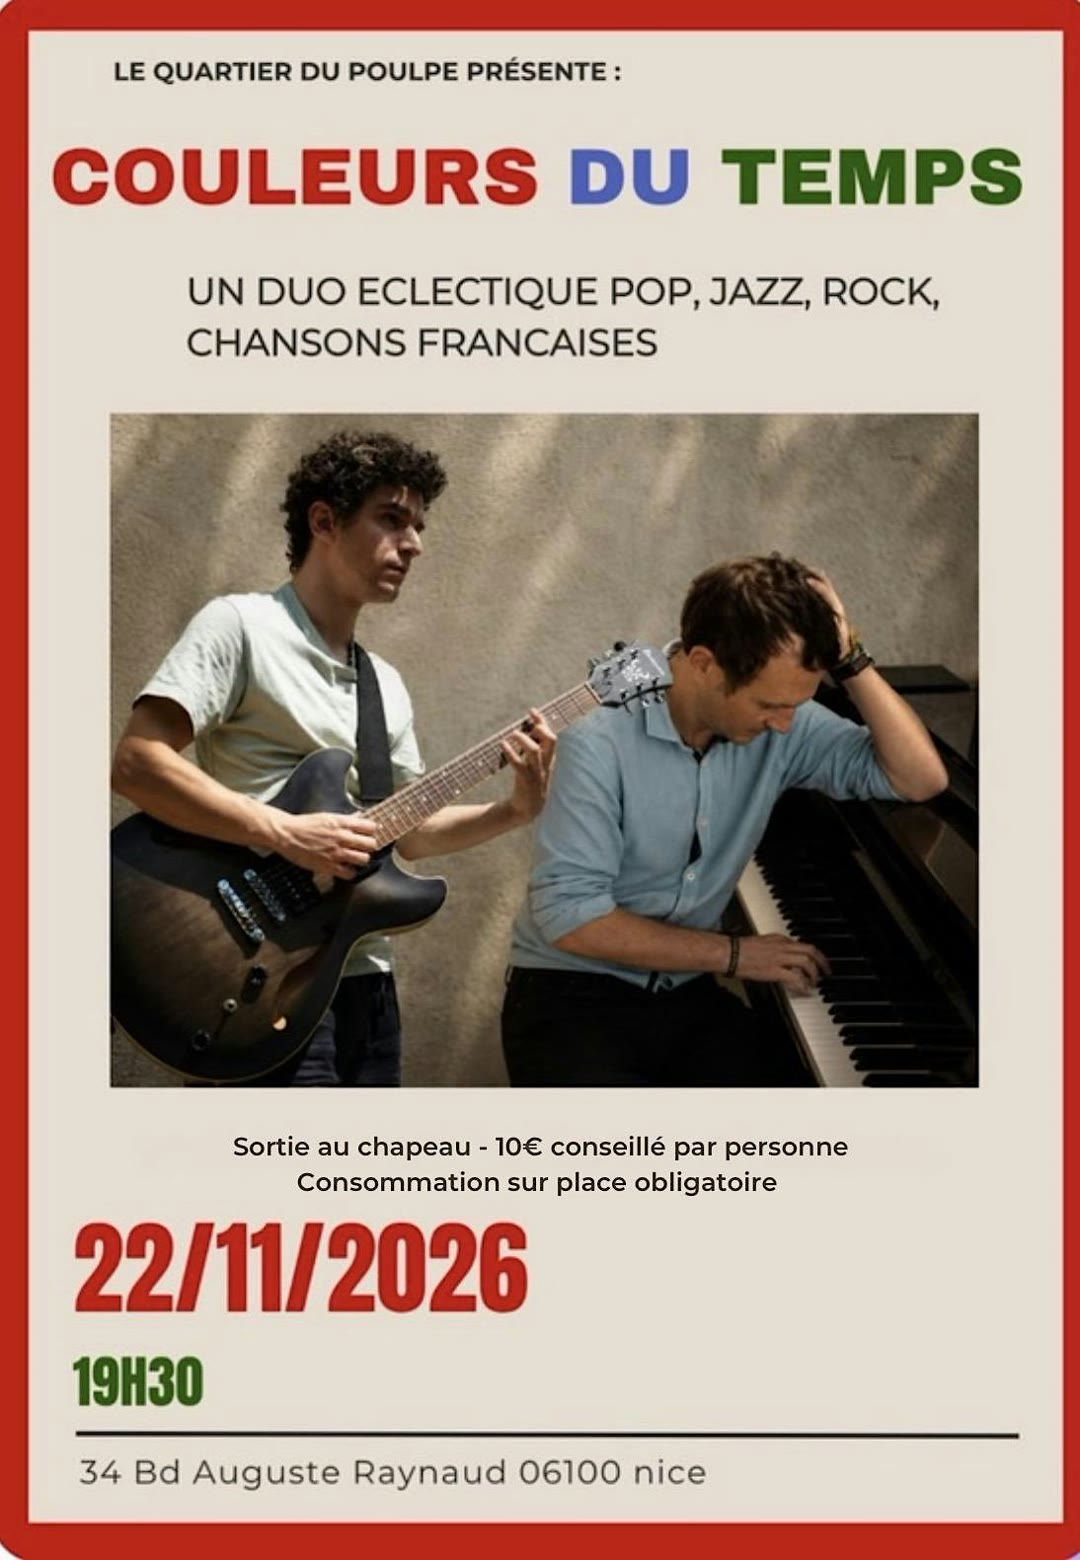 LE QUARTIER DU POULPE PRÉSENTE :
COULEURS DU TEMPS
UN DUO ECLECTIQUE POP, JAZZ, ROCK,
CHANSONS FRANCAISES
Sortie au chapeau - 10€ conseillé par personne
Consommation sur place obligatoire
22/11/2026
19H30
34 Bd Auguste Raynaud 06100 nice